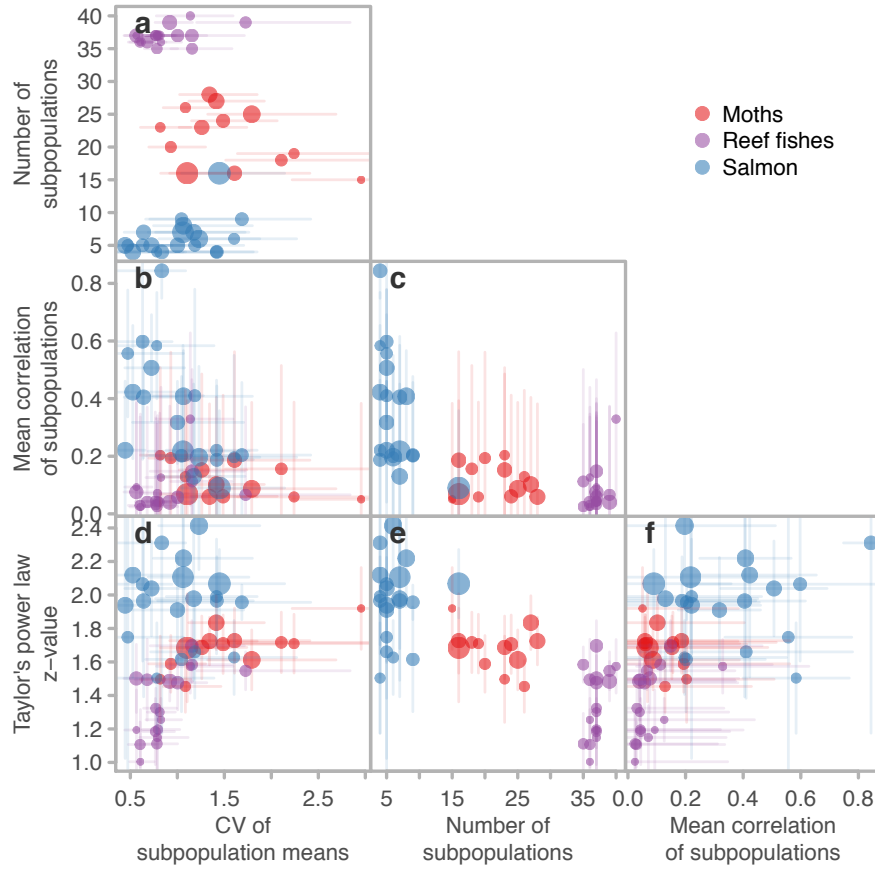 a
40
35
30
25
20
15
10
5
Number of
subpopulations
Moths
Reef fishes
Salmon
b
0.8
0.6
0.4
0.2
0.0
Mean correlation
of subpopulations
c
d
2.4
2.2
2.0
1.8
1.6
1.4
1.2
1.0
Taylor's power law
z-value
e
f
0.5
1.5
2.5
CV of
subpopulation means
5
15
25
35
Number of
subpopulations
0.0
0.2
0.4
0.6
0.8
Mean correlation
of subpopulations